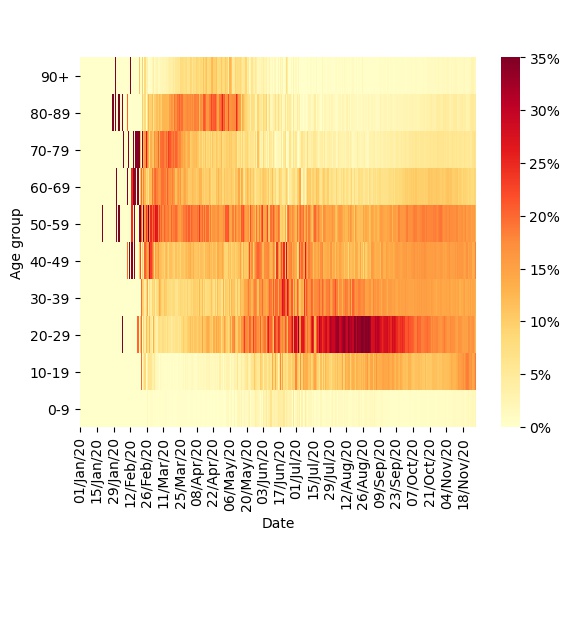 90+
80-89
70-79
60-69
50-59
40-49
30-39
20-29
10-19
0-9
Age group
01/Jan/20
15/Jan/20
29/Jan/20
12/Feb/20
26/Feb/20
11/Mar/20
25/Mar/20
08/Apr/20
22/Apr/20
06/May/20
20/May/20
03/Jun/20
17/Jun/20
01/Jul/20
15/Jul/20
29/Jul/20
12/Aug/20
26/Aug/20
09/Sep/20
23/Sep/20
07/Oct/20
21/Oct/20
04/Nov/20
18/Nov/20
Date
35%
30%
25%
20%
15%
10%
5%
0%